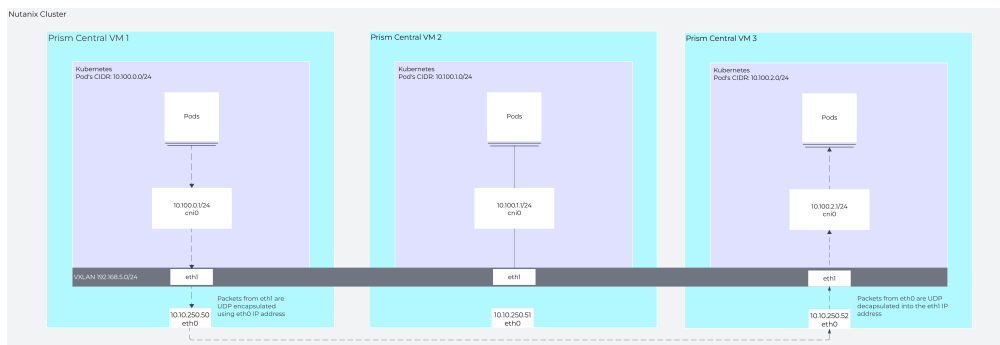 Nutanix Cluster
Prism Central VM 1
Kubernetes
Pod's CIDR: 10.100.0.0/24
Pods
10.100.0.1/24
cni0
VXLAN 192.168.5.0/24
eth1
Packets from eth1 are
UDP encapsulated
using eth0 IP address
10.10.250.50
eth0
Prism Central VM 2
Kubernetes
Pod's CIDR: 10.100.1.0/24
Pods
10.100.1.1/24
cni0
eth1
10.10.250.51
eth0
Prism Central VM 3
Kubernetes
Pod's CIDR: 10.100.2.0/24
Pods
10.100.2.1/24
cni0
eth1
Packets from eth0 are UDP
decapsulated into the eth1 IP
address
10.10.250.52
eth0